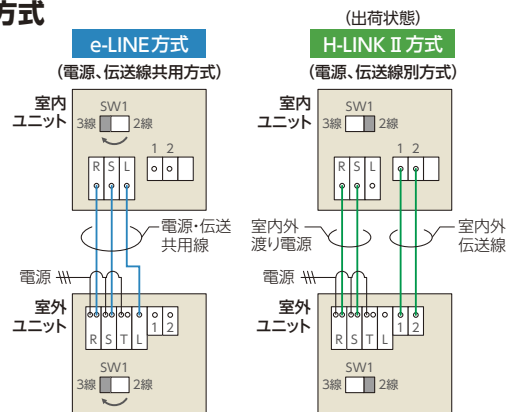 方式
e-LINE方式
(電源、伝送線共用方式)
室内
ユニット
SW1
3線 2線
R S L
1 2
電源・伝送
共用線
電源
室外
ユニット
R S T L
1 2
SW1
3線 2線
(出荷状態)
H-LINK Ⅱ 方式
(電源、伝送線別方式)
室内
ユニット
SW1
3線 2線
R S L
1 2
室内外
渡り電源
室内外
伝送線
電源
室外
ユニット
R S T L
1 2
SW1
3線 2線